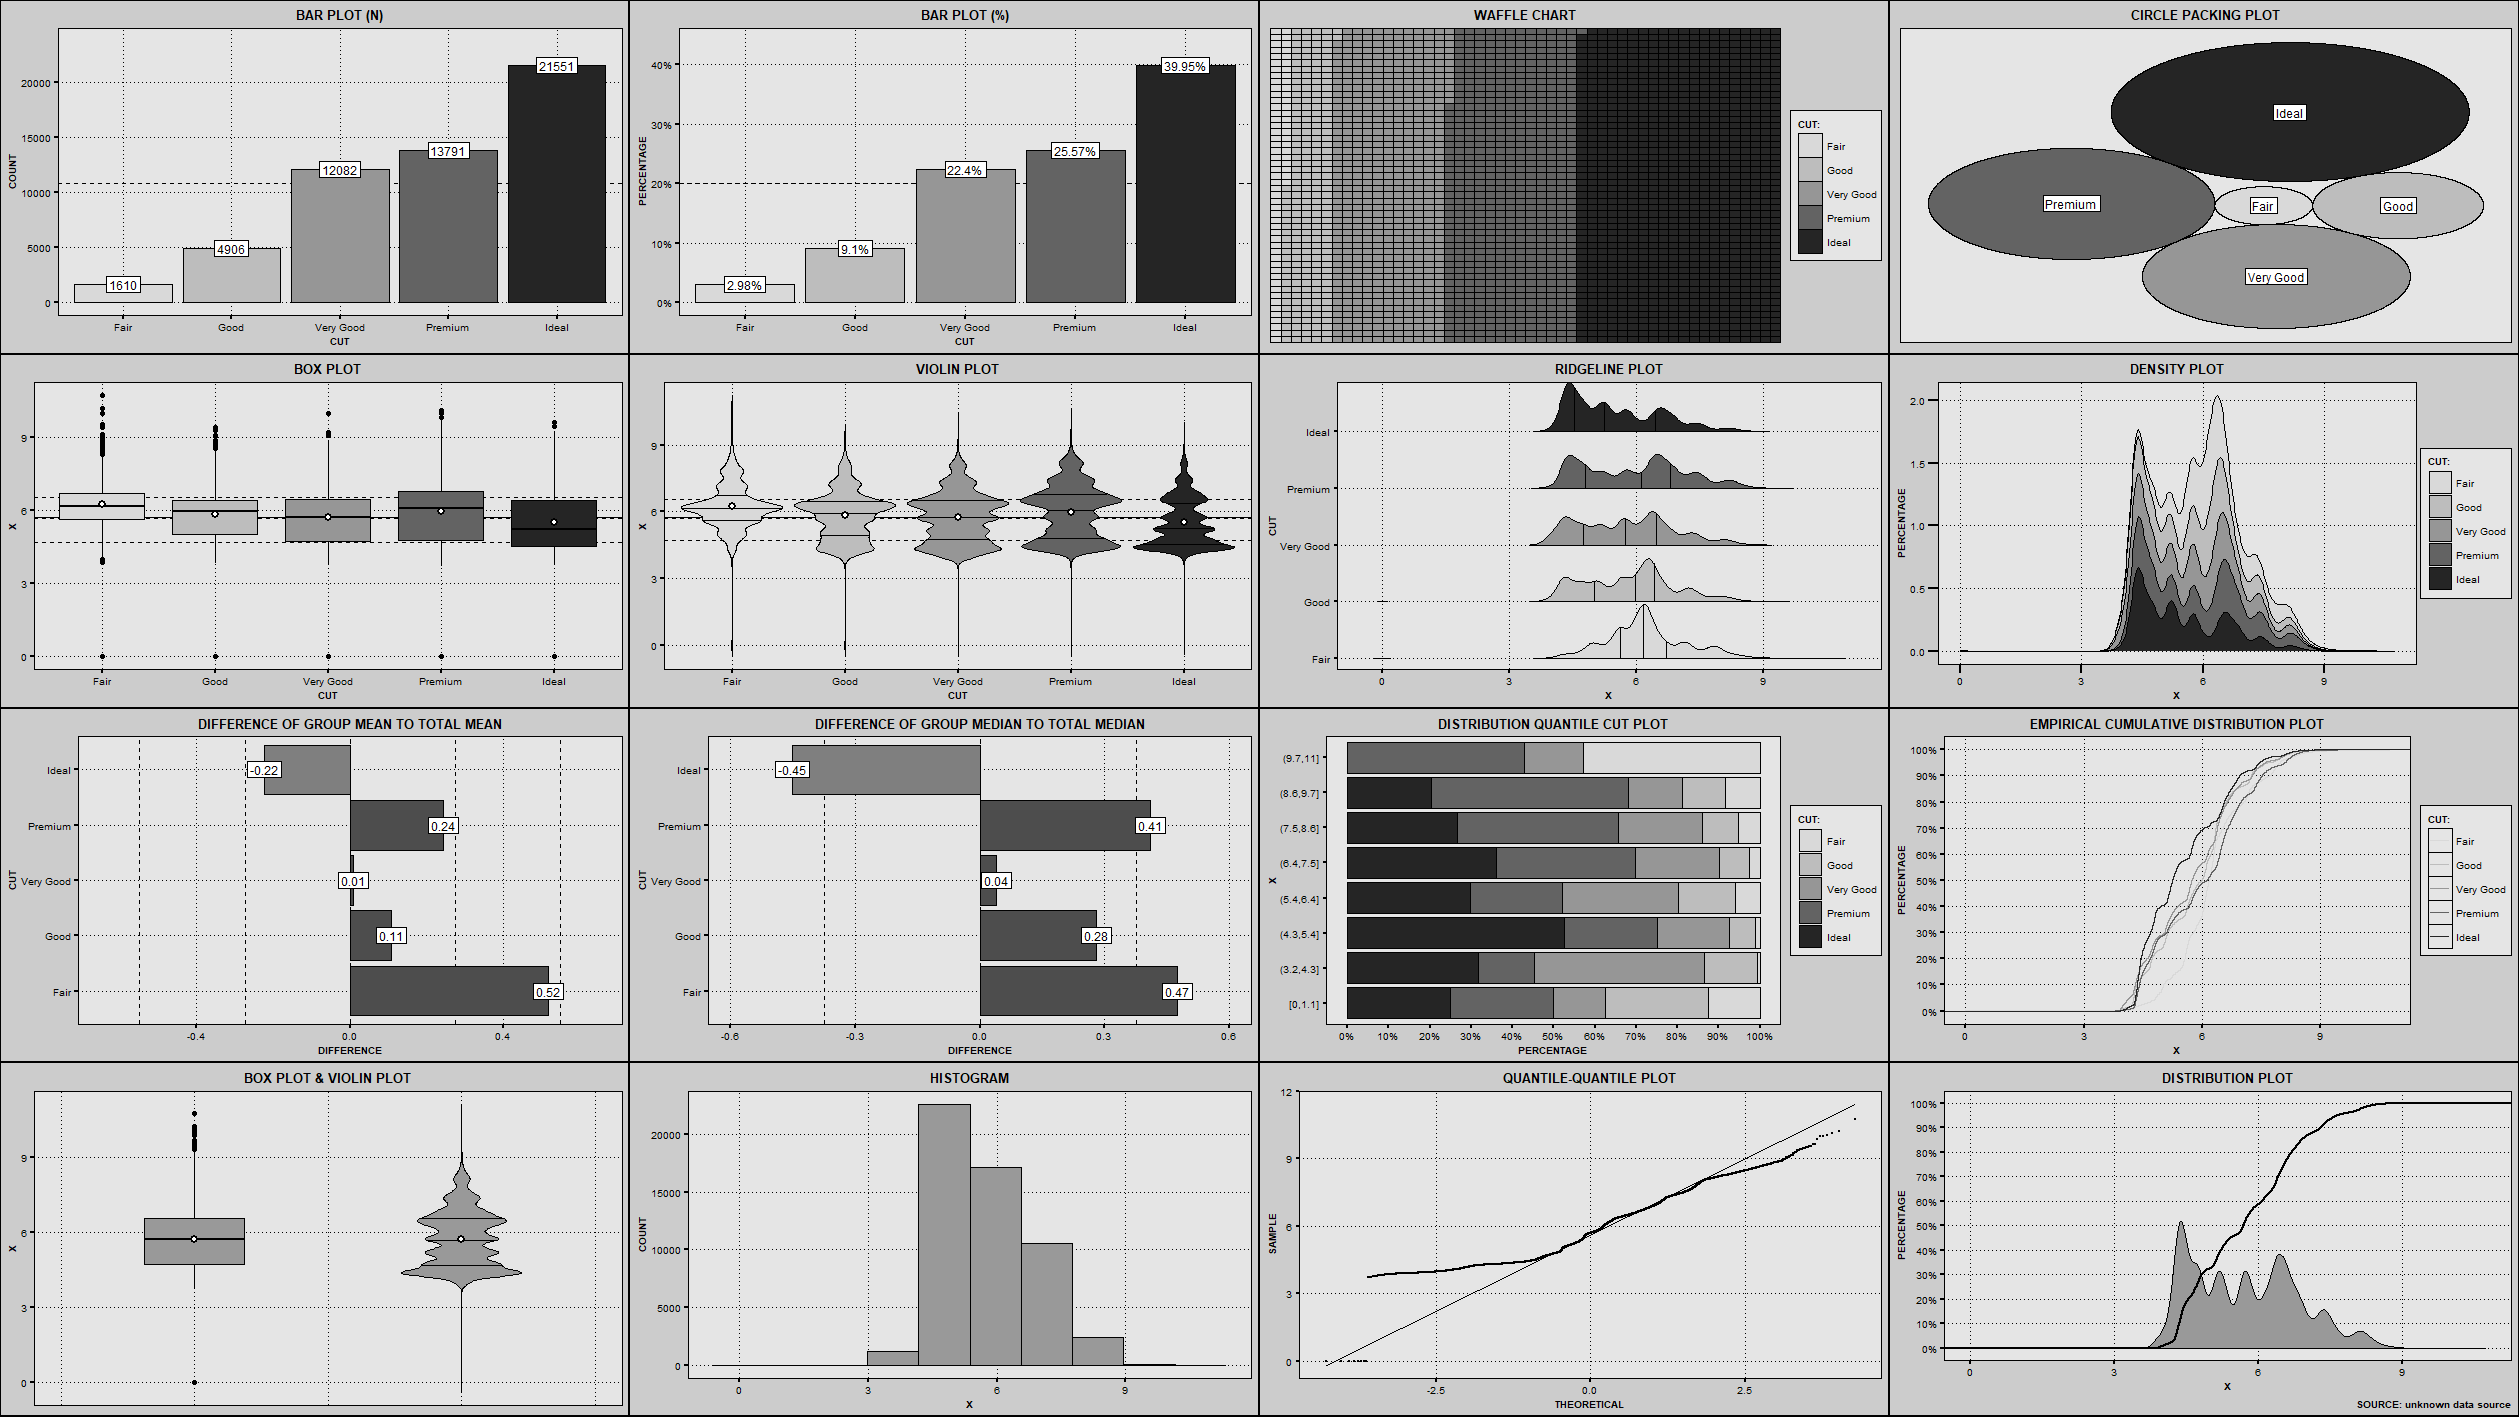 BAR PLOT (N)
COUNT
20000
15000
10000
5000
0
1610
4906
12082
13791
21551
Fair Good Very Good Premium Ideal
CUT
BAR PLOT (%)
PERCENTAGE
40%
30%
20%
10%
0%
2.98%
9.1%
22.4%
25.57%
39.95%
Fair Good Very Good Premium Ideal
CUT
WAFFLE CHART
CUT:
Fair
Good
Very Good
Premium
Ideal
CIRCLE PACKING PLOT
Ideal
Premium
Fair
Good
Very Good
BOX PLOT
X
9
6
3
0
Fair Good Very Good Premium Ideal
CUT
VIOLIN PLOT
X
9
6
3
0
Fair Good Very Good Premium Ideal
CUT
RIDGELINE PLOT
CUT
Ideal
Premium
Very Good
Good
Fair
0 3 6 9
X
DENSITY PLOT
PERCENTAGE
2.0
1.5
1.0
0.5
0.0
0 3 6 9
X
CUT:
Fair
Good
Very Good
Premium
Ideal
DIFFERENCE OF GROUP MEAN TO TOTAL MEAN
CUT
Ideal
Premium
Very Good
Good
Fair
-0.22
0.24
0.01
0.11
0.52
-0.4 0.0 0.4
DIFFERENCE
DIFFERENCE OF GROUP MEDIAN TO TOTAL MEDIAN
CUT
Ideal
Premium
Very Good
Good
Fair
-0.45
0.41
0.04
0.28
0.47
-0.6 -0.3 0.0 0.3 0.6
DIFFERENCE
DISTRIBUTION QUANTILE CUT PLOT
X
(9.7,11]
(8.6,9.7]
(7.5,8.6]
(6.4,7.5]
(5.4,6.4]
(4.3,5.4]
(3.2,4.3]
[0,1.1]
0% 10% 20% 30% 40% 50% 60% 70% 80% 90% 100%
PERCENTAGE
CUT:
Fair
Good
Very Good
Premium
Ideal
EMPIRICAL CUMULATIVE DISTRIBUTION PLOT
PERCENTAGE
100%
90%
80%
70%
60%
50%
40%
30%
20%
10%
0%
0 3 6 9
X
CUT:
Fair
Good
Very Good
Premium
Ideal
BOX PLOT & VIOLIN PLOT
X
9
6
3
0
HISTOGRAM
COUNT
20000
15000
10000
5000
0
0 3 6 9
X
QUANTILE-QUANTILE PLOT
SAMPLE
12
9
6
3
0
-2.5 0.0 2.5
THEORETICAL
DISTRIBUTION PLOT
PERCENTAGE
100%
90%
80%
70%
60%
50%
40%
30%
20%
10%
0%
0 3 6 9
X
SOURCE: unknown data source